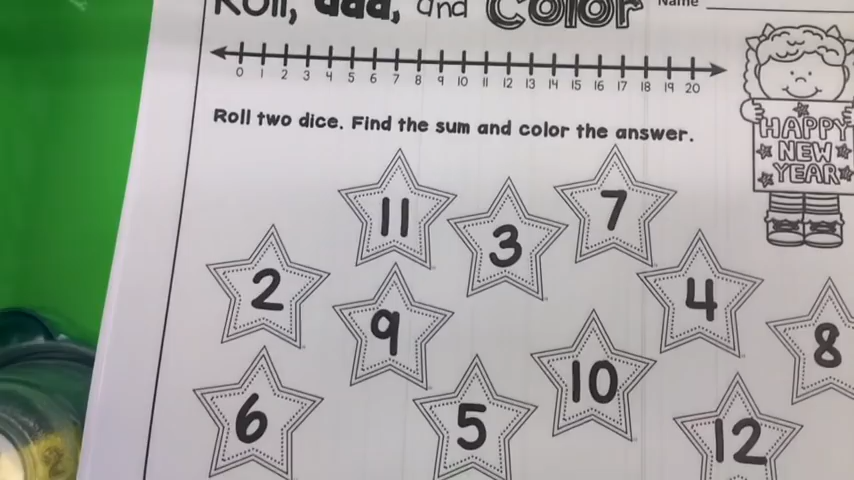 Roll, add, and Color
Name
0 1 2 3 4 5 6 7 8 9 10 11 12 13 14 15 16 17 18 19 20
Roll two dice. Find the sum and color the answer.
HAPPY
NEW
YEAR
11
3
7
2
9
4
10
8
6
5
12